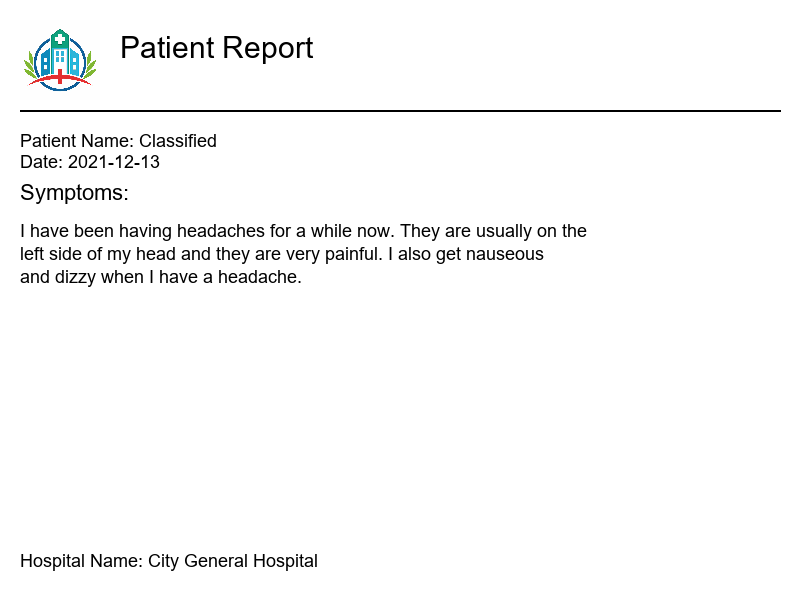 Patient Report
Patient Name: Classified
Date: 2021-12-13
Symptoms:
I have been having headaches for a while now. They are usually on the
left side of my head and they are very painful. I also get nauseous
and dizzy when I have a headache.
Hospital Name: City General Hospital